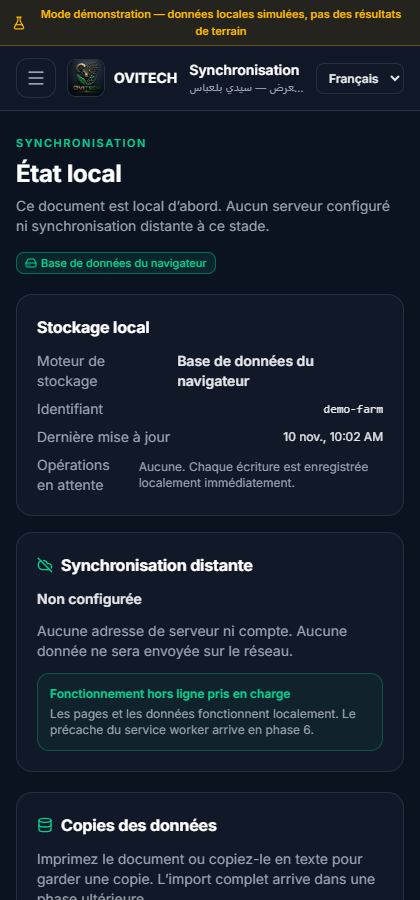 Mode démonstration — données locales simulées, pas des résultats
de terrain
OVITECH
Synchronisation
...عرض — سيدي بلعباس
Français
SYNCHRONISATION
État local
Ce document est local d'abord. Aucun serveur configuré
ni synchronisation distante à ce stade.
Base de données du navigateur
Stockage local
Moteur de
stockage
Base de données du
navigateur
Identifiant
demo-farm
Dernière mise à jour
10 nov., 10:02 AM
Opérations
en attente
Aucune. Chaque écriture est enregistrée
localement immédiatement.
Synchronisation distante
Non configurée
Aucune adresse de serveur ni compte. Aucune
donnée ne sera envoyée sur le réseau.
Fonctionnement hors ligne pris en charge
Les pages et les données fonctionnent localement. Le
précache du service worker arrive en phase 6.
Copies des données
Imprimez le document ou copiez-le en texte pour
garder une copie. L'import complet arrive dans une
phase ultérieure.